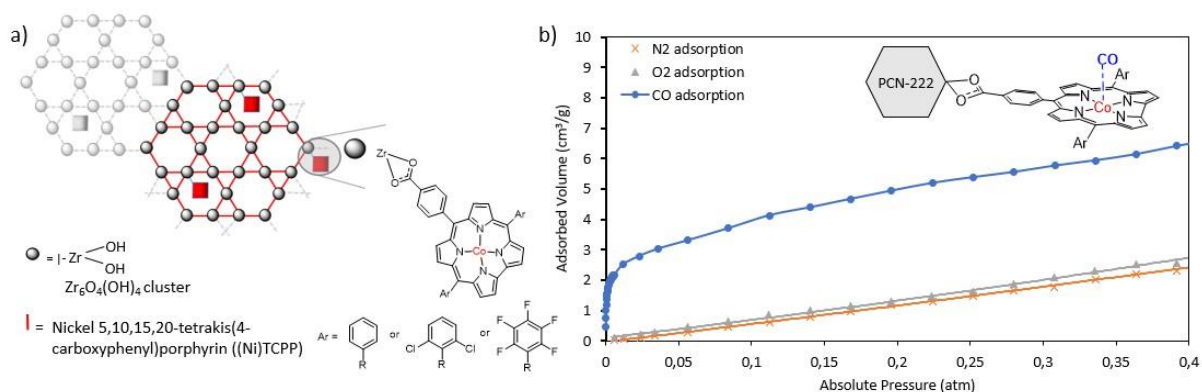 a)
Zr
O
O
Ar
N
N
Co
N
N
Ar
= |-Zr
OH
OH
Zr6O4(OH)4 cluster
| = Nickel 5,10,15,20-tetrakis(4-
carboxyphenyl)porphyrin ((Ni)TCPP)
Ar =
R
or
Cl
Cl
R
or
F
F
F
F
F
R
b)
Adsorbed Volume (cm³/g)
10
9
8
7
6
5
4
3
2
1
0
N2 adsorption
O2 adsorption
CO adsorption
PCN-222
O
O
CO
Ar
N
N
Co
N
N
Ar
0
0,05
0,1
0,15
0,2
0,25
0,3
0,35
0,4
Absolute Pressure (atm)